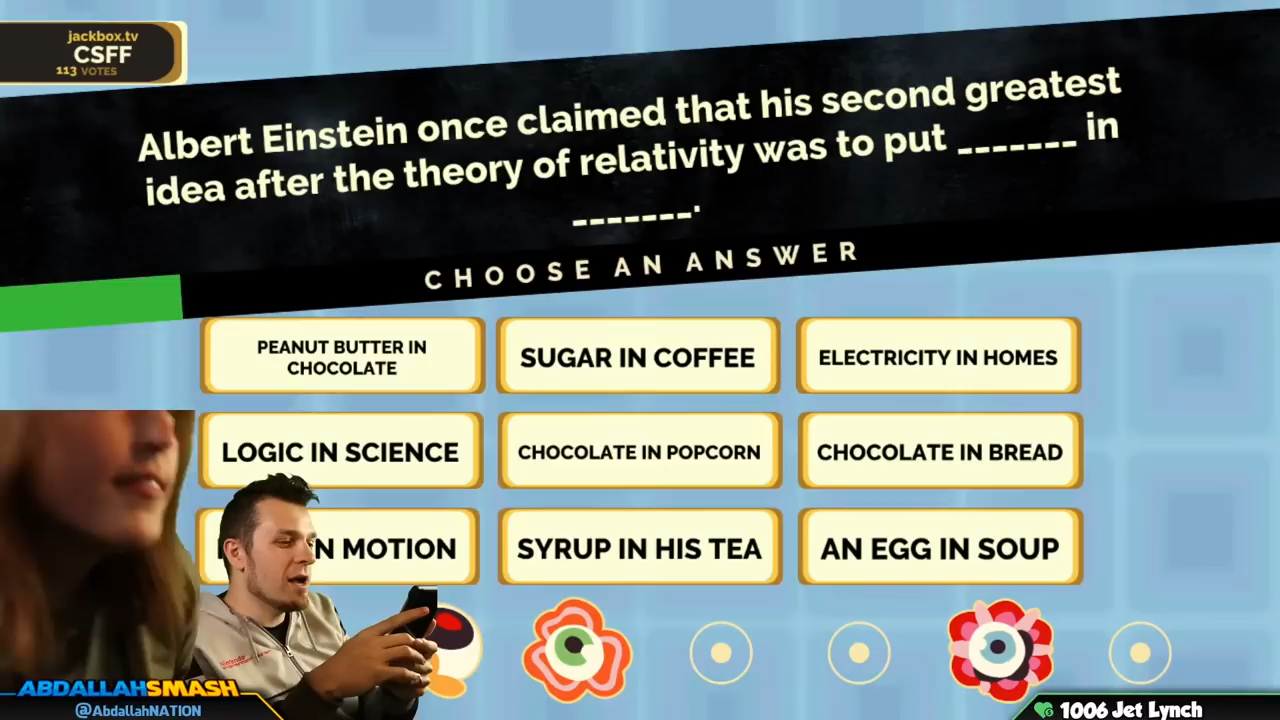 jackbox.tv
CSFF
113 VOTES
Albert Einstein once claimed that his second greatest
idea after the theory of relativity was to put _______ in
_______.
CHOOSE AN ANSWER
PEANUT BUTTER IN
CHOCOLATE
SUGAR IN COFFEE
ELECTRICITY IN HOMES
LOGIC IN SCIENCE
CHOCOLATE IN POPCORN
CHOCOLATE IN BREAD
N MOTION
SYRUP IN HIS TEA
AN EGG IN SOUP
ABDALLAHSMASH
@AbdallahNATION
1006 Jet Lynch